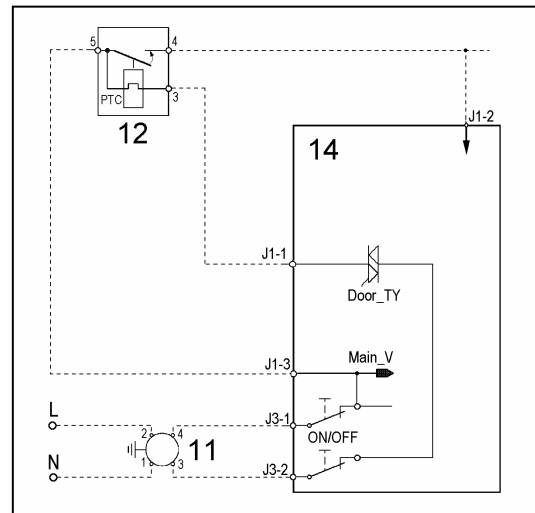 5
4
PTC
3
12
J1-2
14
J1-1
Door_TY
J1-3
Main_V
L
J3-1
2 4
ON/OFF
11
N
1 3
J3-2